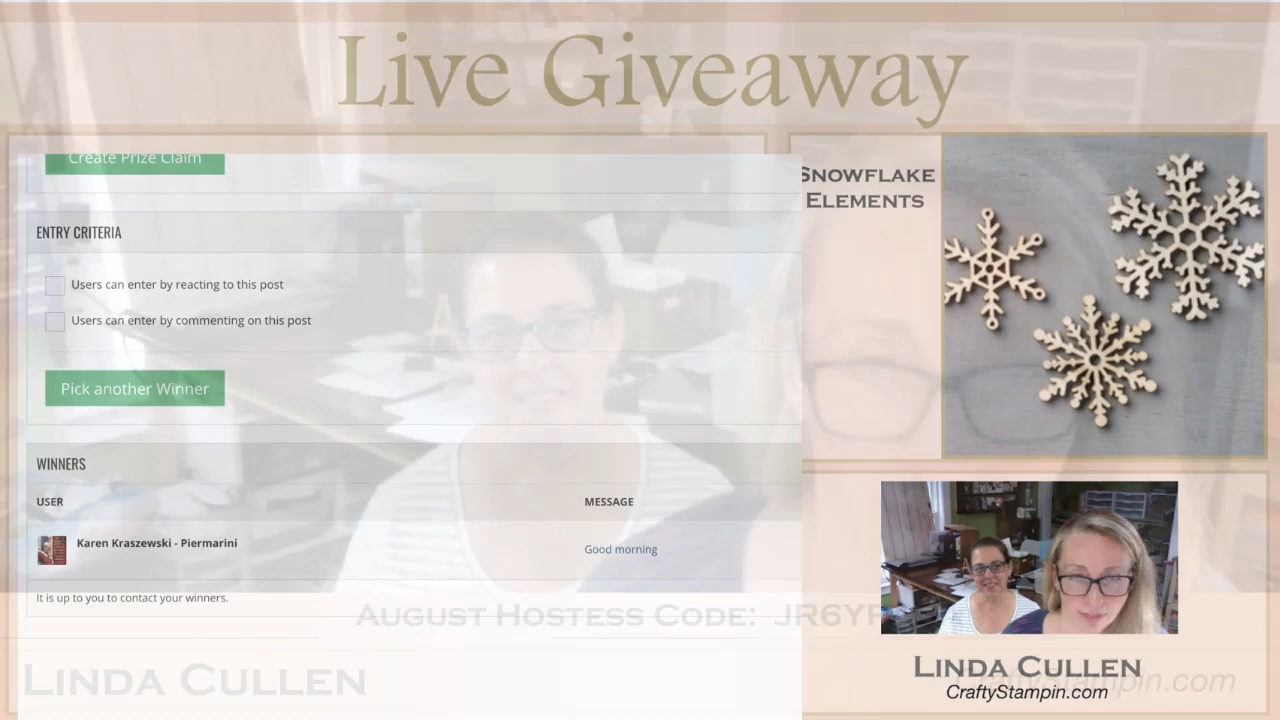 Live Giveaway
Create Prize Claim
ENTRY CRITERIA
Users can enter by reacting to this post
Users can enter by commenting on this post
Pick another Winner
WINNERS
USER MESSAGE
Karen Kraszewski - Piermarini
Good morning
It is up to you to contact your winners.
SNOWFLAKE
ELEMENTS
AUGUST HOSTESS CODE: JR6YP
LINDA CULLEN
LINDA CULLEN
CraftyStampin.com